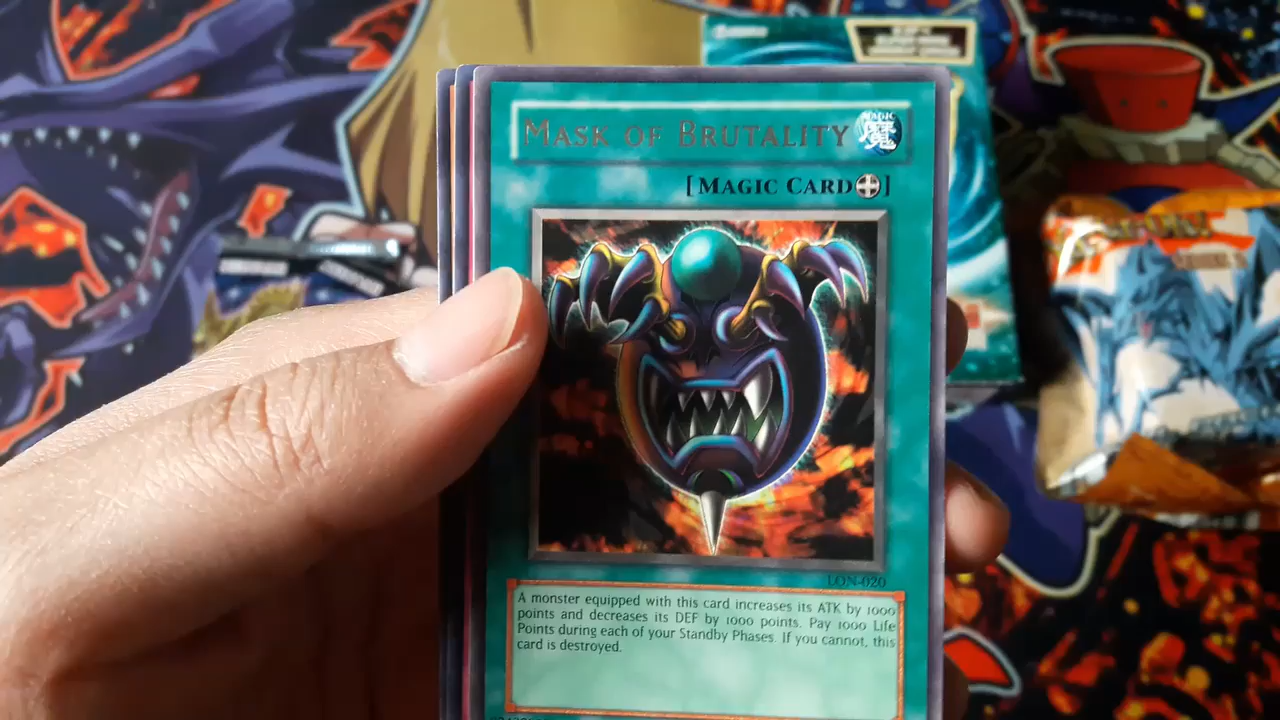 MASK OF BRUTALITY
MAGIC
魔
[MAGIC CARD]
LON-020
A monster equipped with this card increases its ATK by 1000
points and decreases its DEF by 1000 points. Pay 1000 Life
Points during each of your Standby Phases. If you cannot, this
card is destroyed.